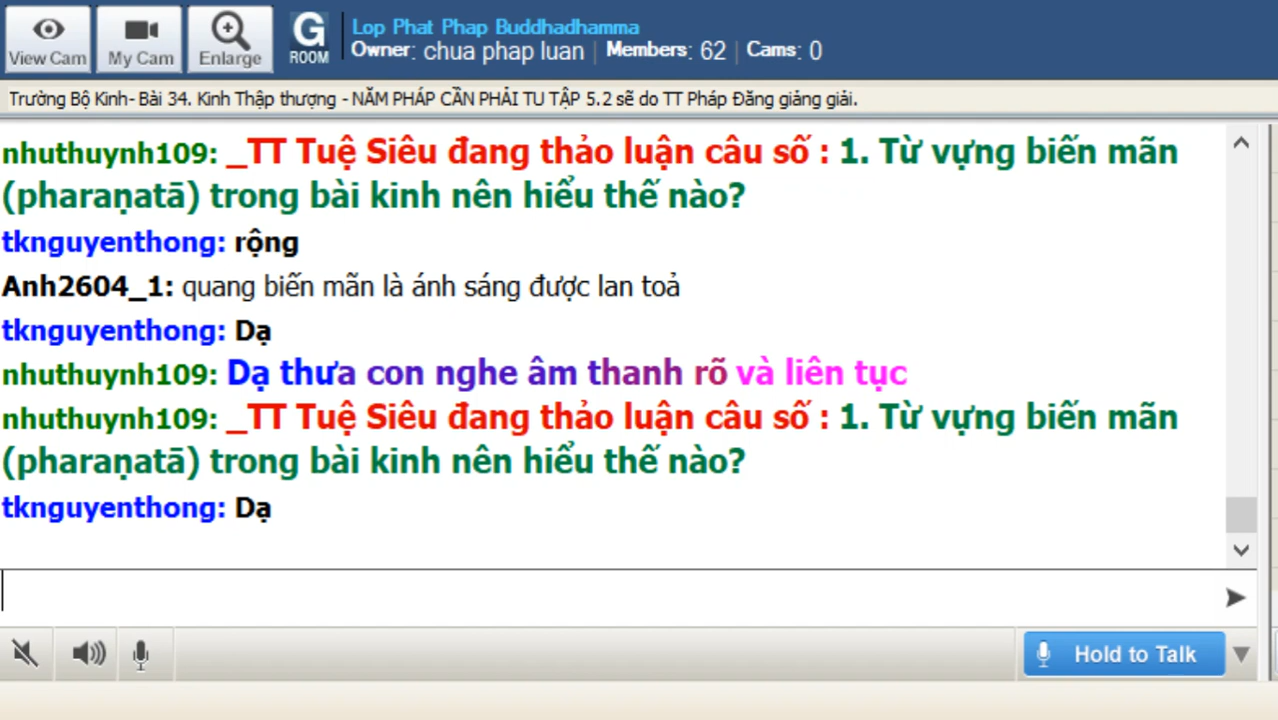 View Cam
My Cam
Enlarge
G ROOM
Lop Phat Phap Buddhadhamma
Owner: chua phap luan | Members: 62 | Cams: 0
Trường Bộ Kinh- Bài 34. Kinh Thập thượng - NĂM PHÁP CẦN PHẢI TU TẬP 5.2 sẽ do TT Pháp Đăng giảng giải.
nhuthuynh109: _TT Tuệ Siêu đang thảo luận câu số : 1. Từ vựng biến mãn
(pharaṇatā) trong bài kinh nên hiểu thế nào?
tknguyenthong: rộng
Anh2604_1: quang biến mãn là ánh sáng được lan toả
tknguyenthong: Dạ
nhuthuynh109: Dạ thưa con nghe âm thanh rõ và liên tục
nhuthuynh109: _TT Tuệ Siêu đang thảo luận câu số : 1. Từ vựng biến mãn
(pharaṇatā) trong bài kinh nên hiểu thế nào?
tknguyenthong: Dạ
Hold to Talk